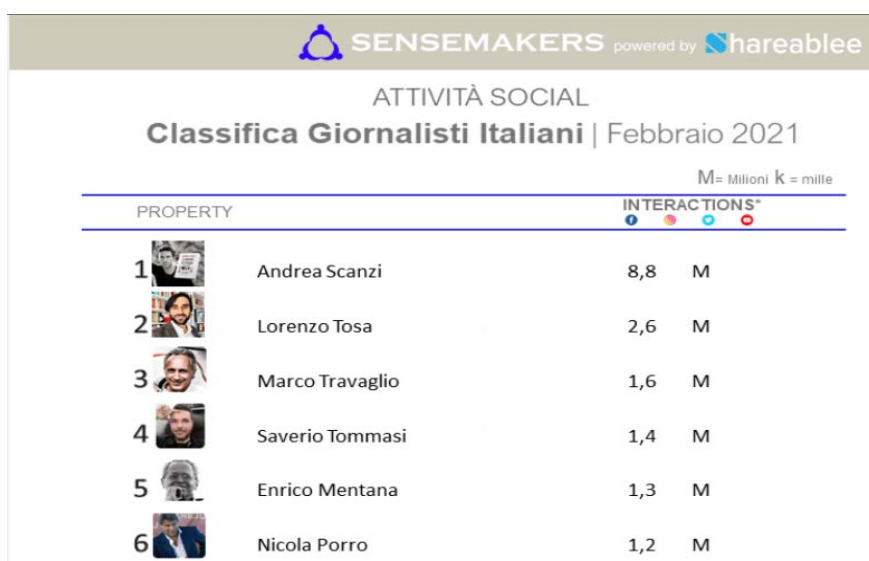 SENSEMAKERS powered by Shareablee
ATTIVITÀ SOCIAL
Classifica Giornalisti Italiani | Febbraio 2021
M= Milioni k = mille
PROPERTY INTERACTIONS*
1 Andrea Scanzi 8,8 M
2 Lorenzo Tosa 2,6 M
3 Marco Travaglio 1,6 M
4 Saverio Tommasi 1,4 M
5 Enrico Mentana 1,3 M
6 Nicola Porro 1,2 M